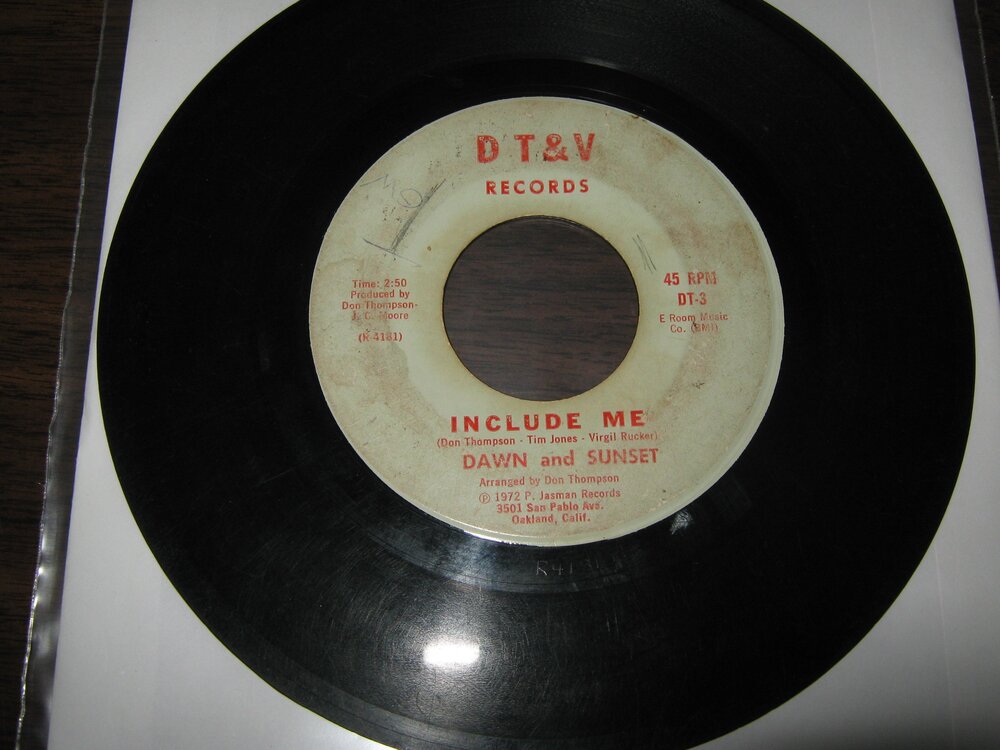 D T & V
RECORDS
Time: 2:50
Produced by
Don Thompson-
J. C. Moore
(R-4181)
45 RPM
DT-3
E Room Music
Co. (BMI)
INCLUDE ME
(Don Thompson - Tim Jones - Virgil Rucker)
DAWN and SUNSET
Arranged by Don Thompson
Ⓟ 1972 P. Jasman Records
3501 San Pablo Ave.
Oakland, Calif.